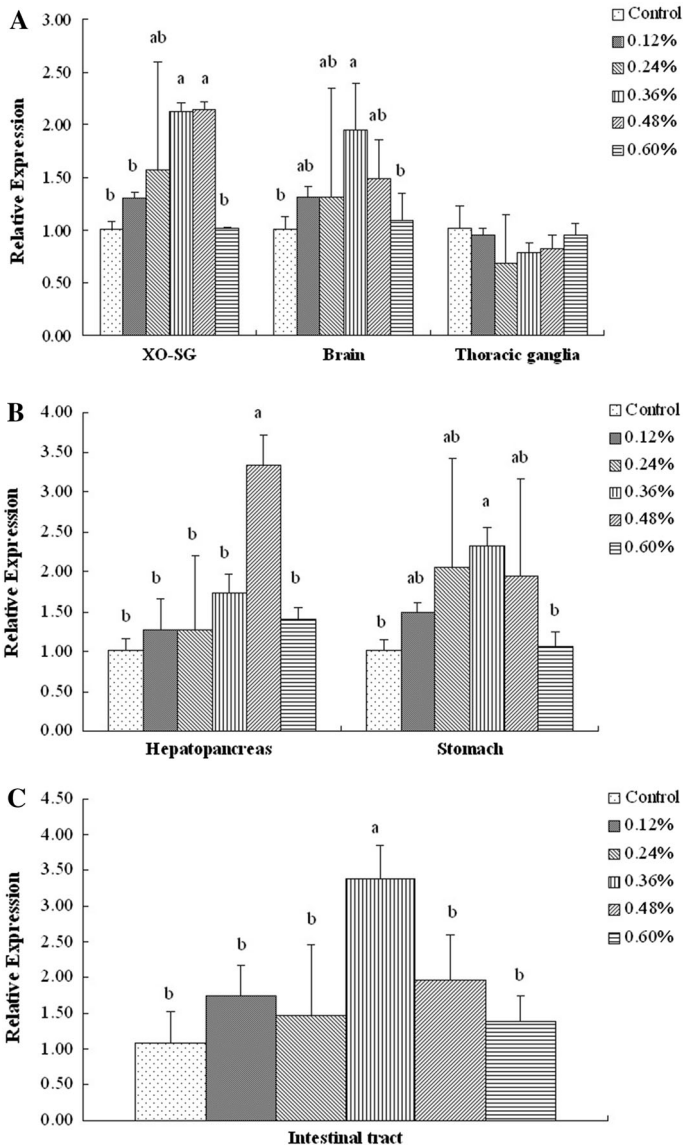 A
Relative Expression
3.00
2.50
2.00
1.50
1.00
0.50
0.00
b
b
ab
a
a
b
b
ab
ab
a
ab
b
XO-SG
Brain
Thoracic ganglia
Control
0.12%
0.24%
0.36%
0.48%
0.60%
B
Relative Expression
4.00
3.50
3.00
2.50
2.00
1.50
1.00
0.50
0.00
b
b
b
b
a
b
b
ab
ab
a
ab
b
Hepatopancreas
Stomach
Control
0.12%
0.24%
0.36%
0.48%
0.60%
C
Relative Expression
4.50
4.00
3.50
3.00
2.50
2.00
1.50
1.00
0.50
0.00
b
b
b
a
b
b
Intestinal tract
Control
0.12%
0.24%
0.36%
0.48%
0.60%